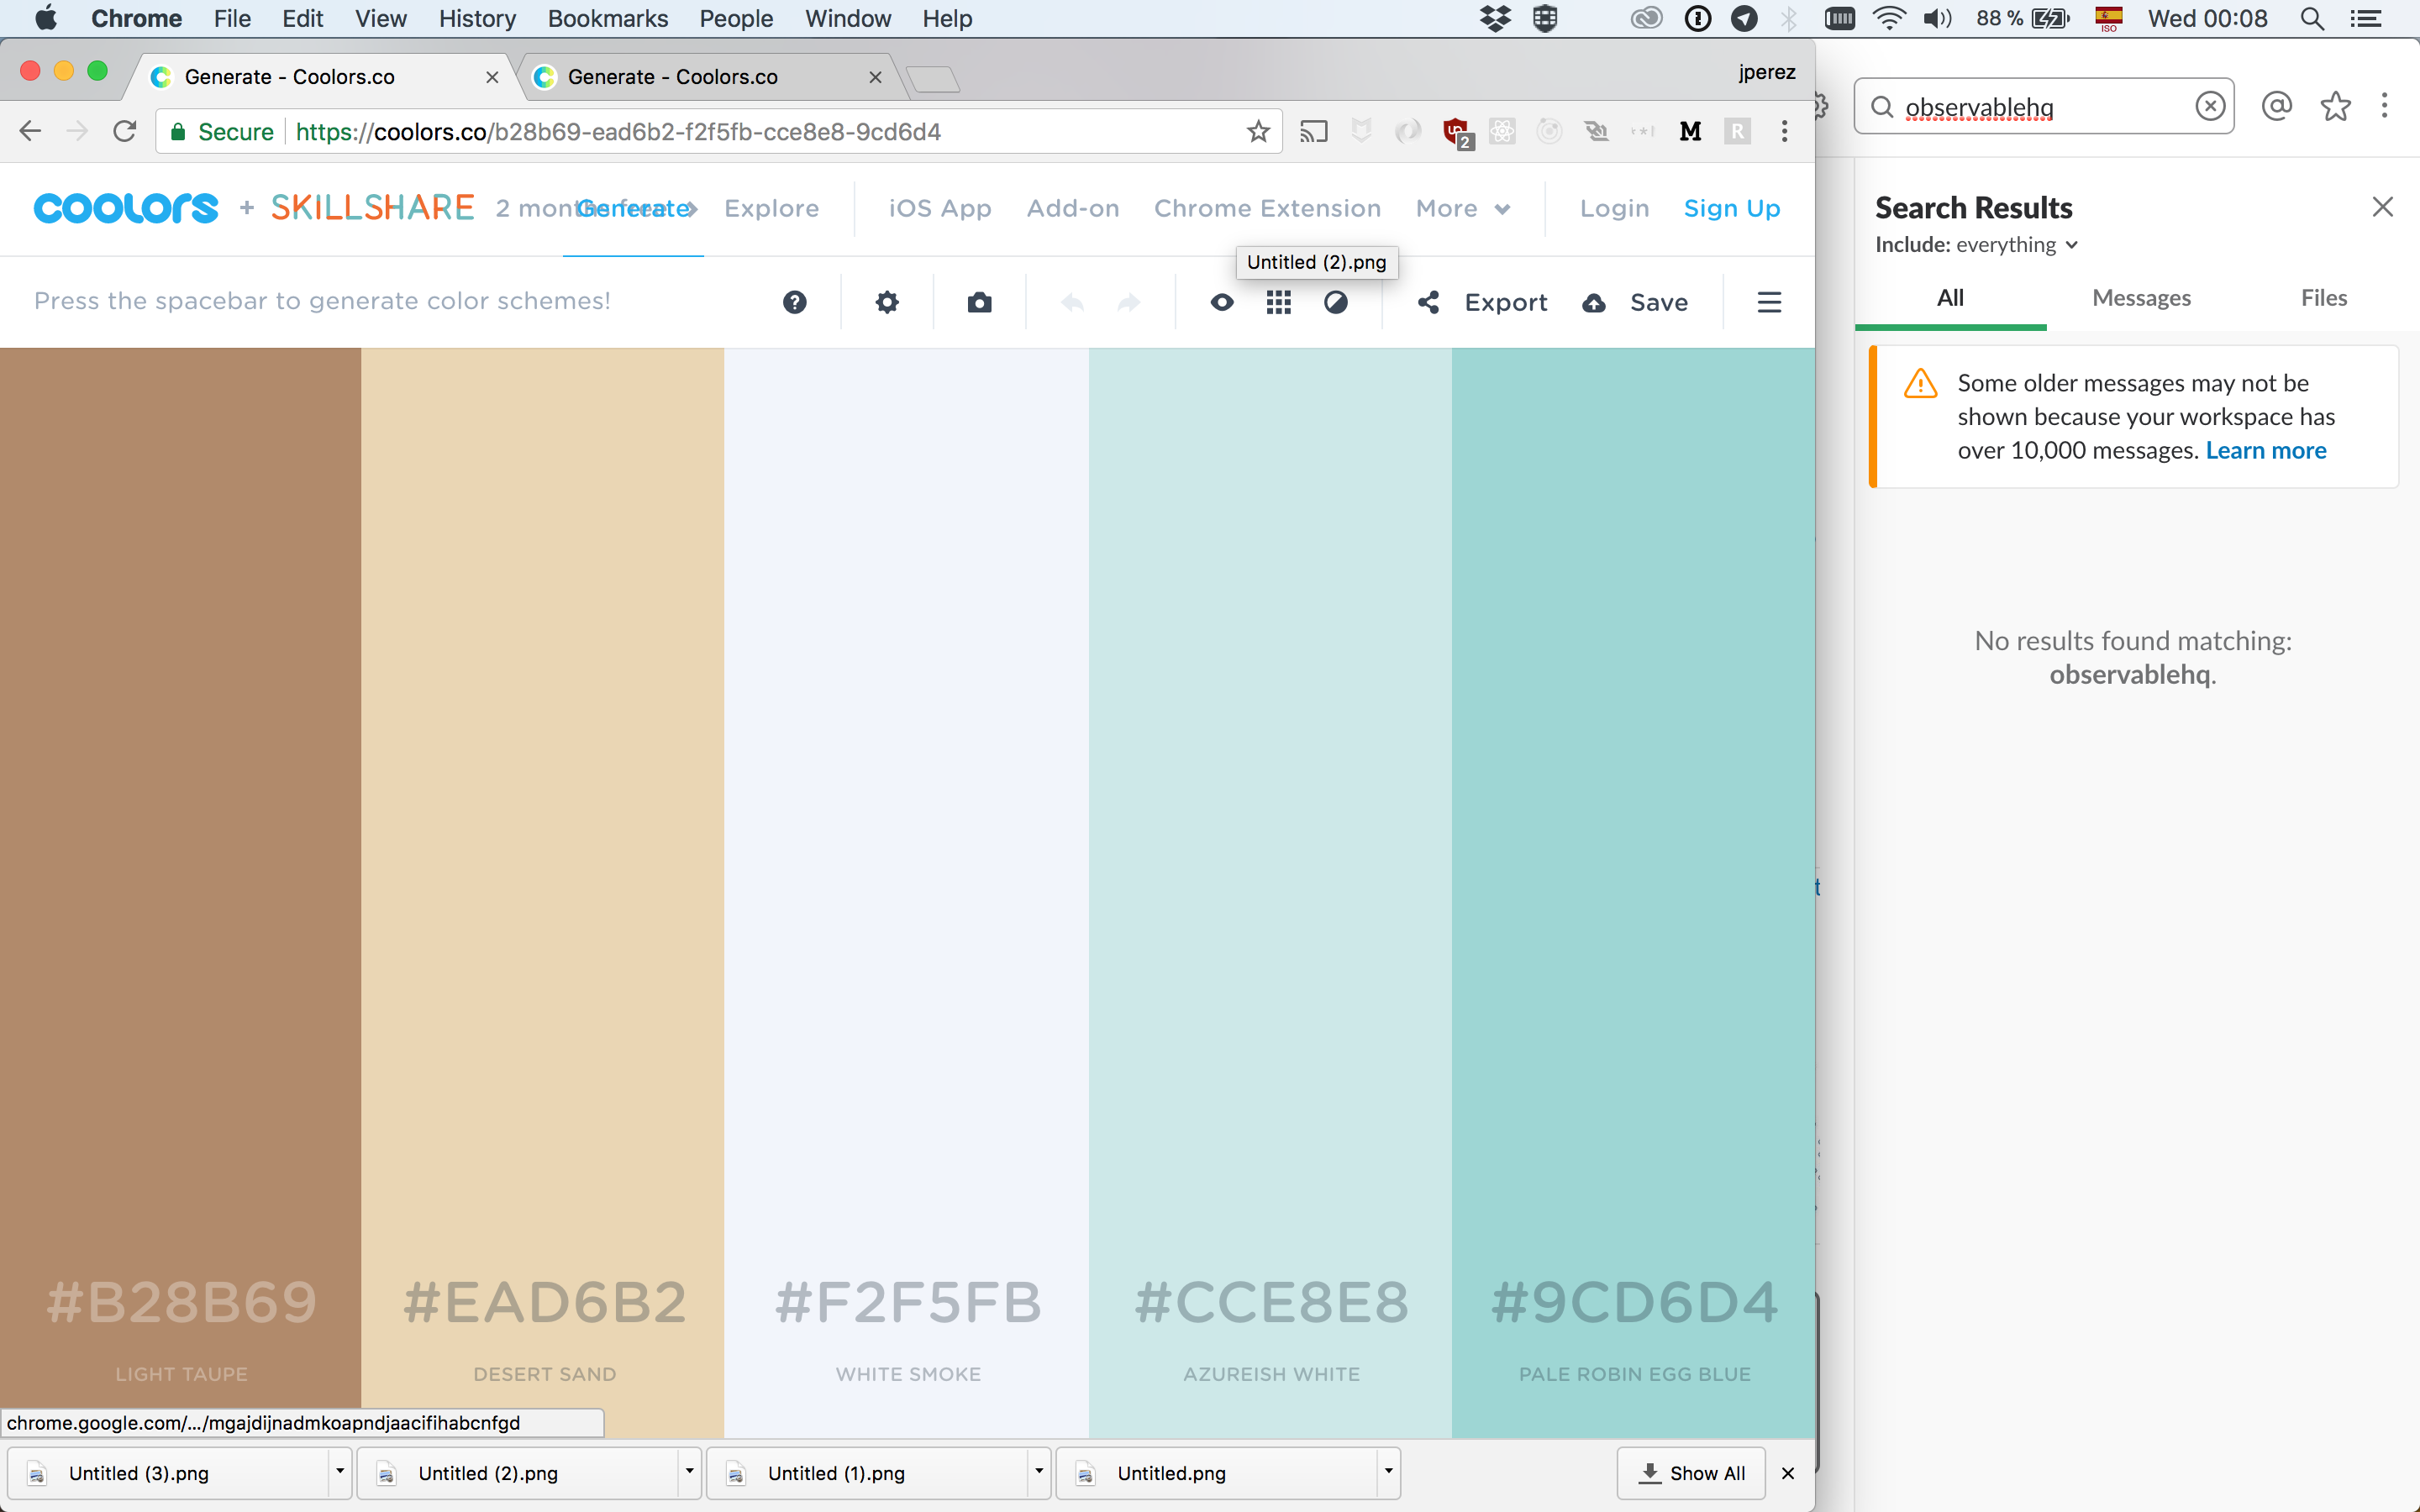 Chrome File Edit View History Bookmarks People Window Help 88 % ISO Wed 00:08
Generate - Coolors.co Generate - Coolors.co jperez
Secure https://coolors.co/b28b69-ead6b2-f2f5fb-cce8e8-9cd6d4 2 M R
coolors + SKILLSHARE 2 months free Generate Explore iOS App Add-on Chrome Extension More Login Sign Up
Untitled (2).png
Press the spacebar to generate color schemes! Export Save
#B28B69 #EAD6B2 #F2F5FB #CCE8E8 #9CD6D4
LIGHT TAUPE DESERT SAND WHITE SMOKE AZUREISH WHITE PALE ROBIN EGG BLUE
chrome.google.com/.../mgajdijnadmkoapndjaacifihabcnfgd
Untitled (3).png Untitled (2).png Untitled (1).png Untitled.png Show All
observablehq
Search Results
Include: everything
All Messages Files
Some older messages may not be
shown because your workspace has
over 10,000 messages. Learn more
No results found matching:
observablehq.